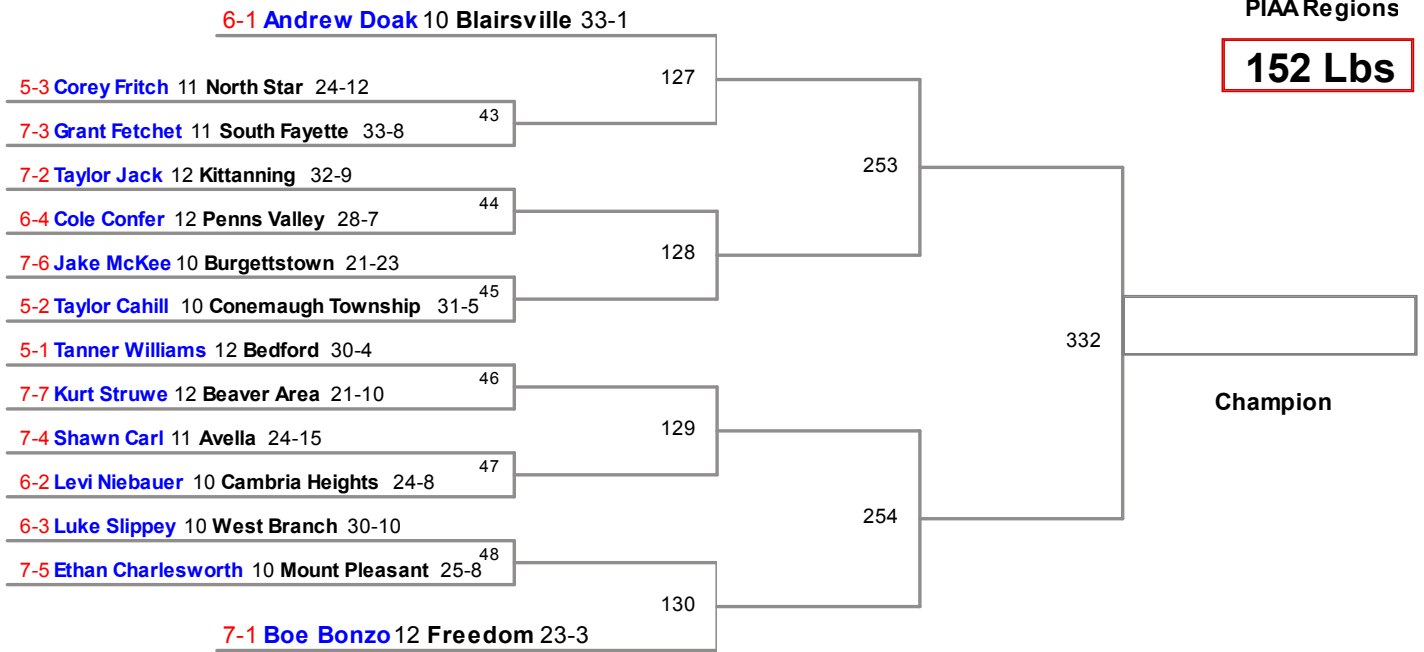 6-1 Andrew Doak 10 Blairsville 33-1
PIAA Regions
152 Lbs
127
5-3 Corey Fritch 11 North Star 24-12
43
7-3 Grant Fetchet 11 South Fayette 33-8
253
7-2 Taylor Jack 12 Kittanning 32-9
44
6-4 Cole Confer 12 Penns Valley 28-7
128
7-6 Jake McKee 10 Burgettstown 21-23
45
5-2 Taylor Cahill 10 Conemaugh Township 31-5
332
5-1 Tanner Williams 12 Bedford 30-4
46
7-7 Kurt Struwe 12 Beaver Area 21-10
Champion
129
7-4 Shawn Carl 11 Avella 24-15
47
6-2 Levi Niebauer 10 Cambria Heights 24-8
254
6-3 Luke Slippey 10 West Branch 30-10
48
7-5 Ethan Charlesworth 10 Mount Pleasant 25-8
130
7-1 Boe Bonzo 12 Freedom 23-3